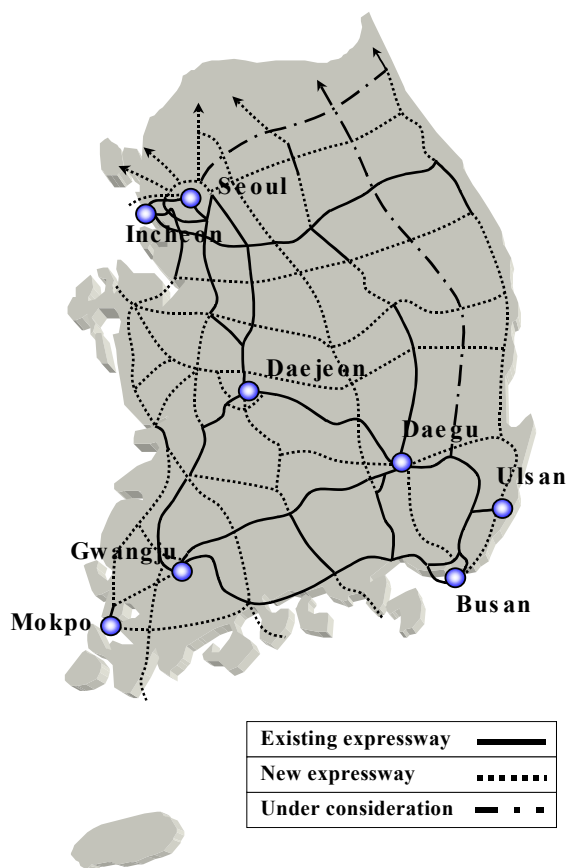 Seoul
Incheon
Daejeon
Daegu
Ulsan
Gwangju
Busan
Mokpo
Existing expressway
New expressway
Under consideration